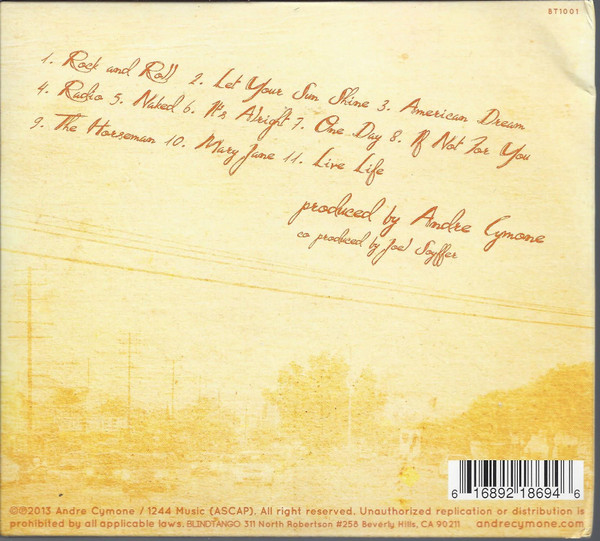 BT1001
1. Rock and Roll 2. Let Your Sun Shine 3. American Dream
4. Radio 5. Naked 6. It's Alright 7. One Day 8. If Not For You
9. The Horseman 10. Mary Jane 11. Live Life
produced by Andre Cymone
co produced by Joel Soyffer
6 16892 18694 6
©℗2013 Andre Cymone / 1244 Music (ASCAP). All right reserved. Unauthorized replication or distribution is
prohibited by all applicable laws. BLINDTANGO 311 North Robertson #258 Beverly Hills, CA 90211 andrecymone.com